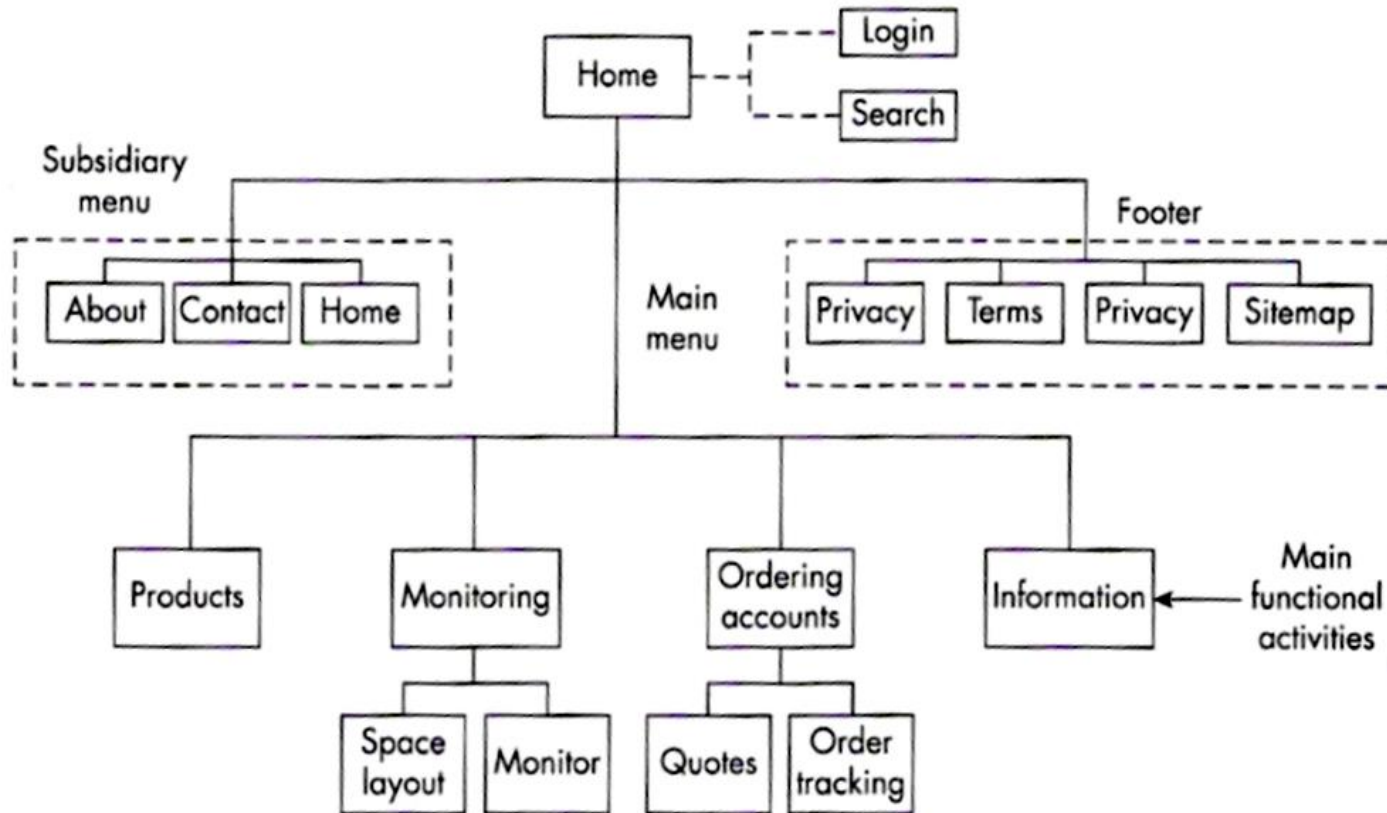 Login
Home
Search
Subsidiary
menu
Footer
About
Contact
Home
Main
menu
Privacy
Terms
Privacy
Sitemap
Products
Monitoring
Ordering
accounts
Information
Main
functional
activities
Space
layout
Monitor
Quotes
Order
tracking